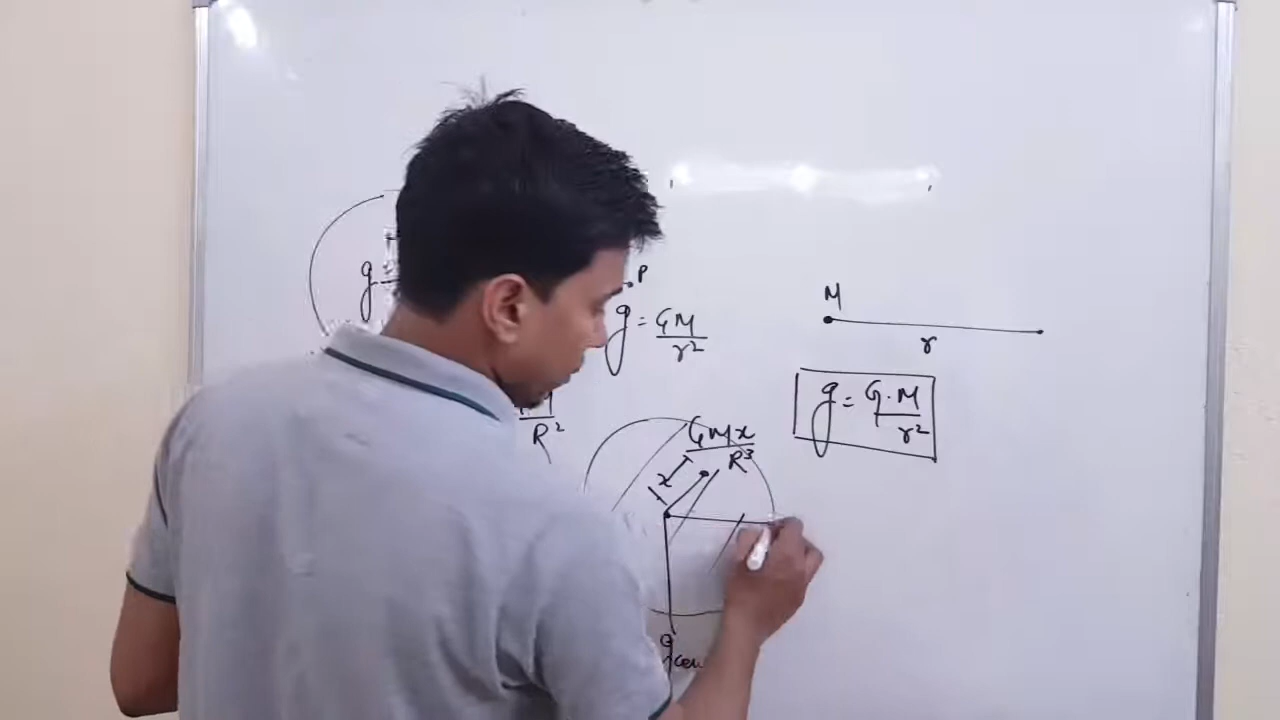 g
P
g = GM/r²
R²
M
r
g = G·M/r²
GMx/R³
x